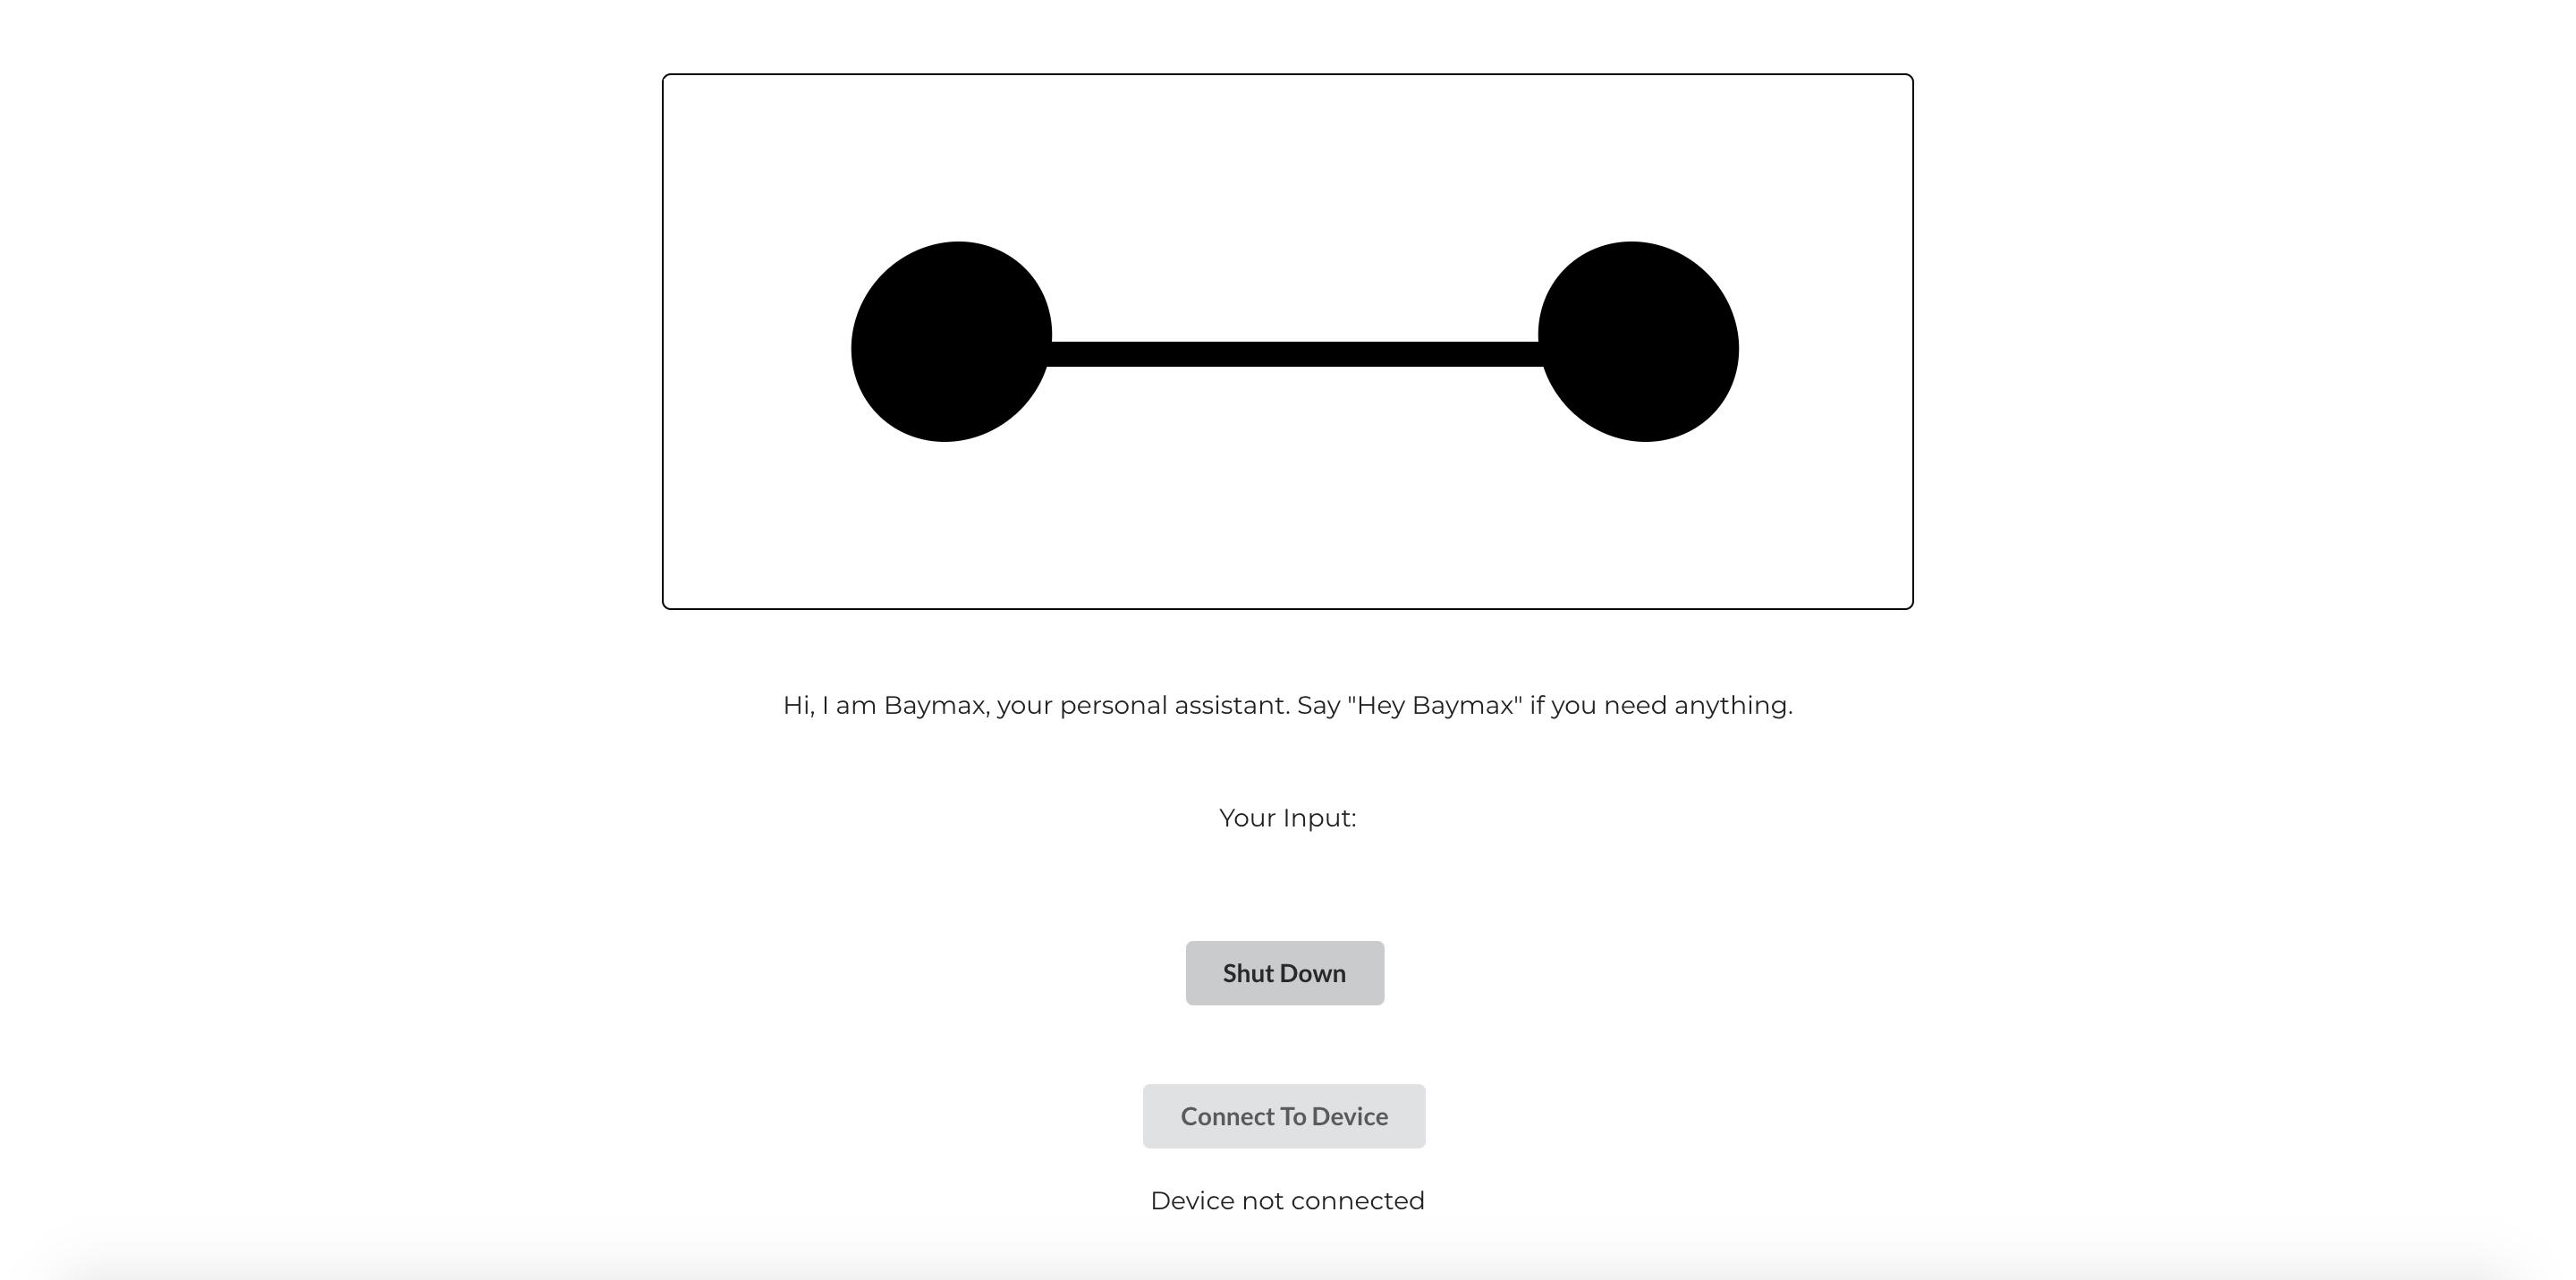 Hi, I am Baymax, your personal assistant. Say "Hey Baymax" if you need anything.
Your Input:
Shut Down
Connect To Device
Device not connected